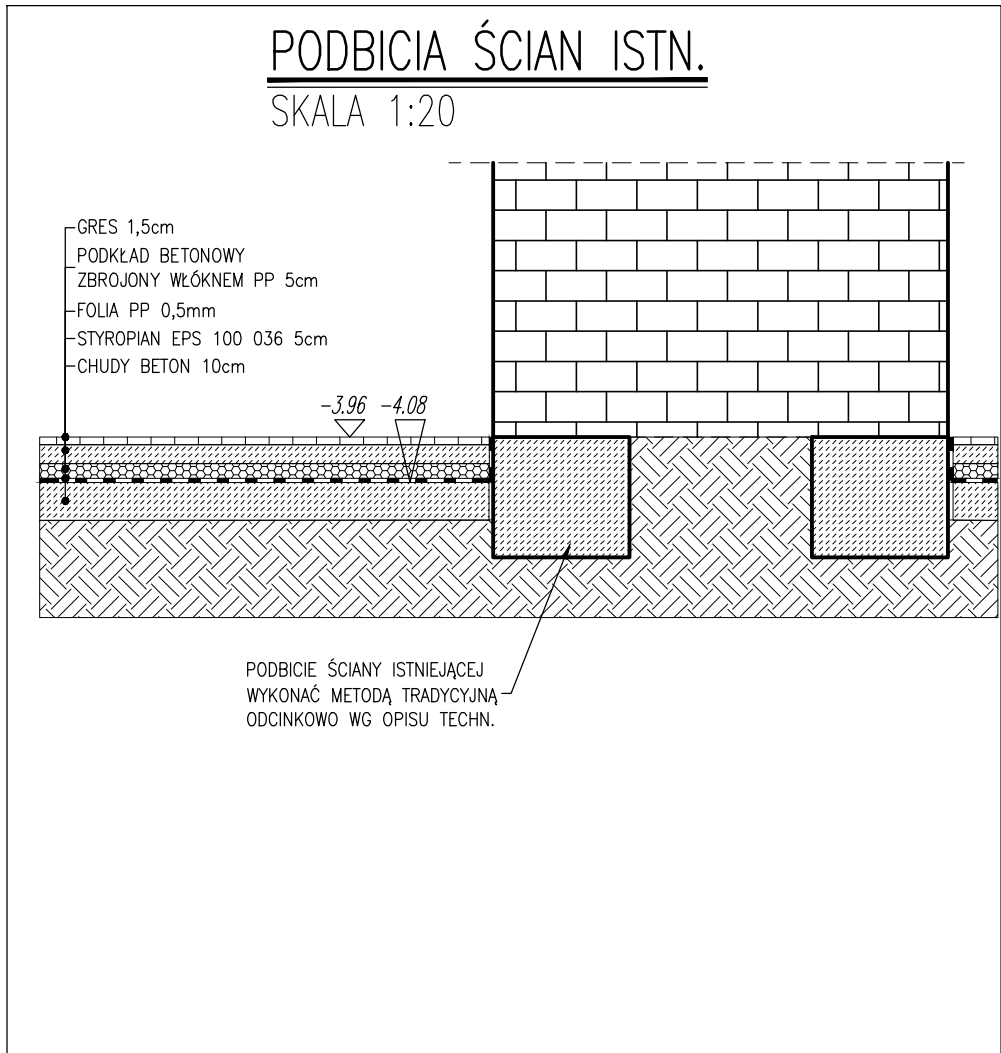 PODBICIA ŚCIAN ISTN.
SKALA 1:20
GRES 1,5cm
PODKŁAD BETONOWY
ZBROJONY WŁÓKNEM PP 5cm
FOLIA PP 0,5mm
STYROPIAN EPS 100 036 5cm
CHUDY BETON 10cm
-3.96 -4.08
PODBICIE ŚCIANY ISTNIEJĄCEJ
WYKONAĆ METODĄ TRADYCYJNĄ
ODCINKOWO WG OPISU TECHN.